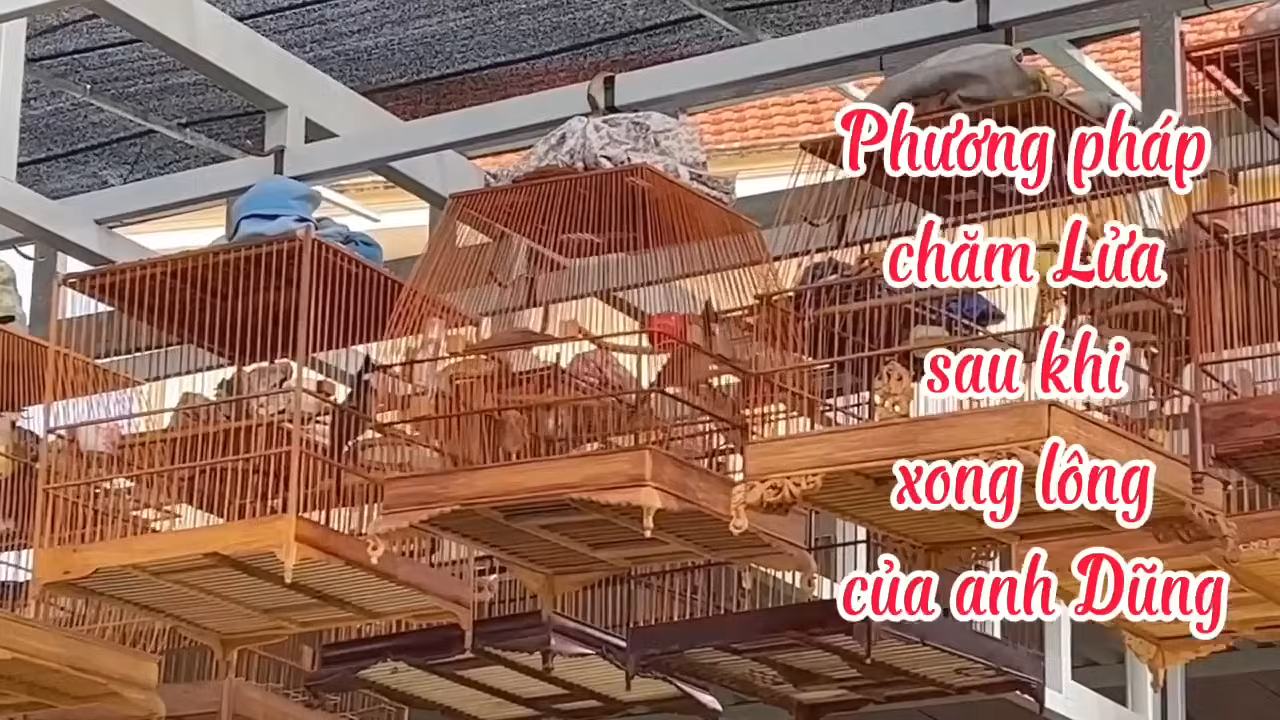 Phương pháp
chăm Lửa
sau khi
xong lông
của anh Dũng